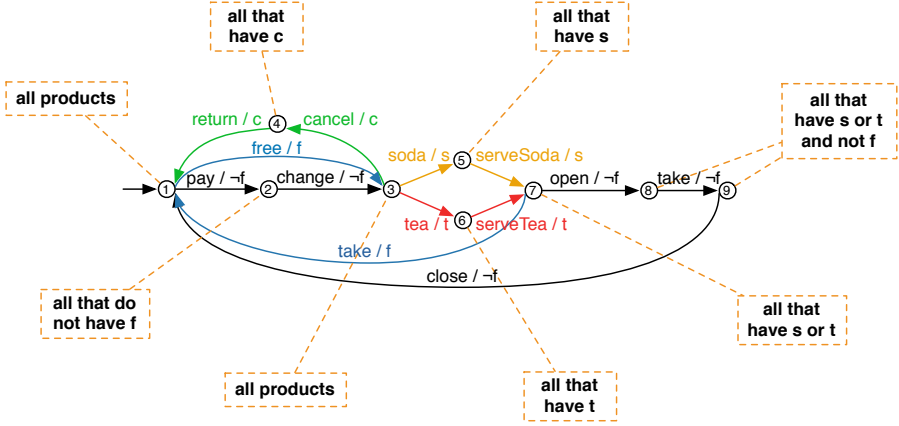 all that
have c
all that
have s
all products
all that
have s or t
and not f
return / c
4
cancel / c
free / f
soda / s
5
serveSoda / s
1
pay / ¬f
2
change / ¬f
3
7
open / ¬f
8
take / ¬f
9
tea / t
6
serveTea / t
take / f
close / ¬f
all that do
not have f
all that
have s or t
all products
all that
have t